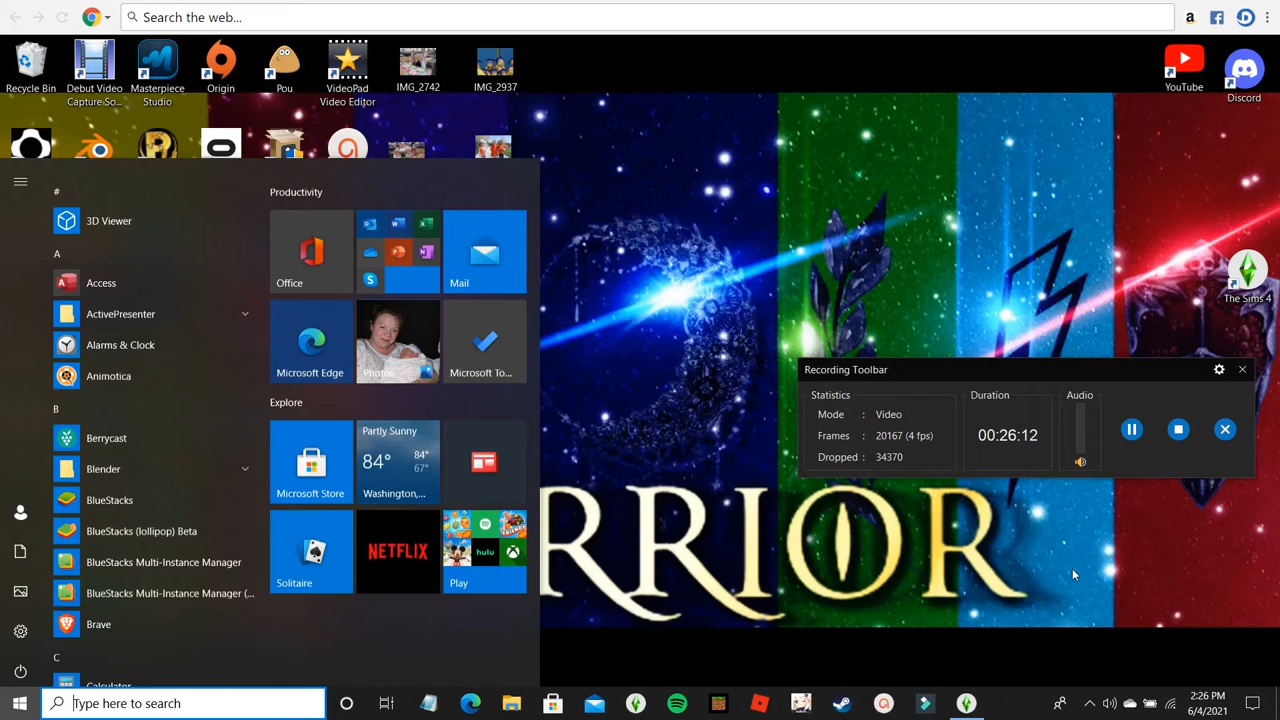 Search the web...
Recycle Bin
Debut Video
Capture So...
Masterpiece
Studio
Origin
Pou
VideoPad
Video Editor
IMG_2742
IMG_2937
YouTube
Discord
#
3D Viewer
A
Access
ActivePresenter
Alarms & Clock
Animotica
B
Berrycast
Blender
BlueStacks
BlueStacks (lollipop) Beta
BlueStacks Multi-Instance Manager
BlueStacks Multi-Instance Manager (...
Brave
C
Calculator
Productivity
Office
Mail
Microsoft Edge
Photos
Microsoft To...
Explore
Microsoft Store
Partly Sunny
84°
84°
67°
Washington,...
Solitaire
NETFLIX
hulu
Play
The Sims 4
Recording Toolbar
Statistics
Mode : Video
Frames : 20167 (4 fps)
Dropped : 34370
Duration
00:26:12
Audio
RRIOR
Type here to search
2:26 PM
6/4/2021